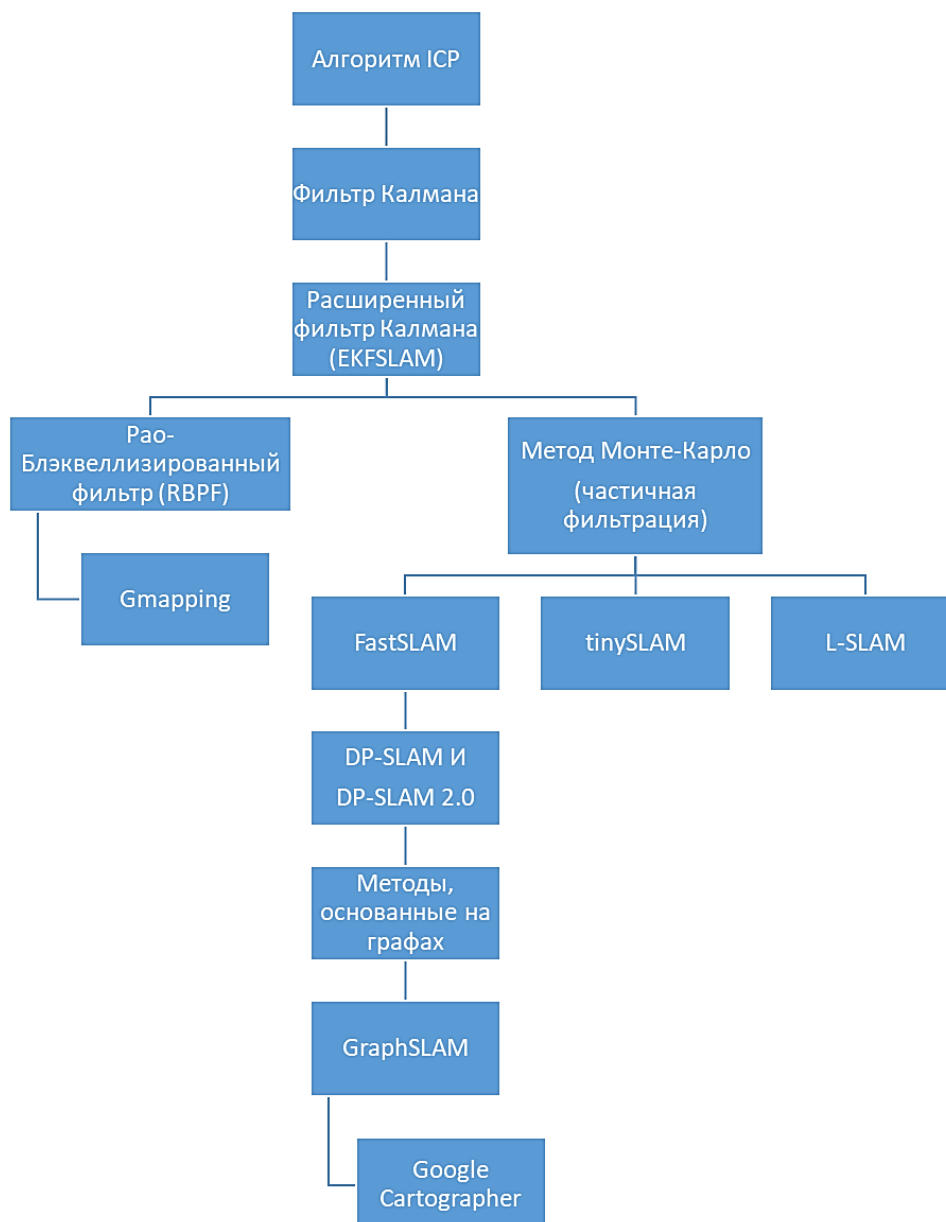 Алгоритм ICP
Фильтр Калмана
Расширенный
фильтр Калмана
(EKFSLAM)
Рао-
Блэквеллизированный
фильтр (RBPF)
Метод Монте-Карло
(частичная
фильтрация)
Gmapping
FastSLAM
tinySLAM
L-SLAM
DP-SLAM И
DP-SLAM 2.0
Методы,
основанные на
графах
GraphSLAM
Google
Cartographer